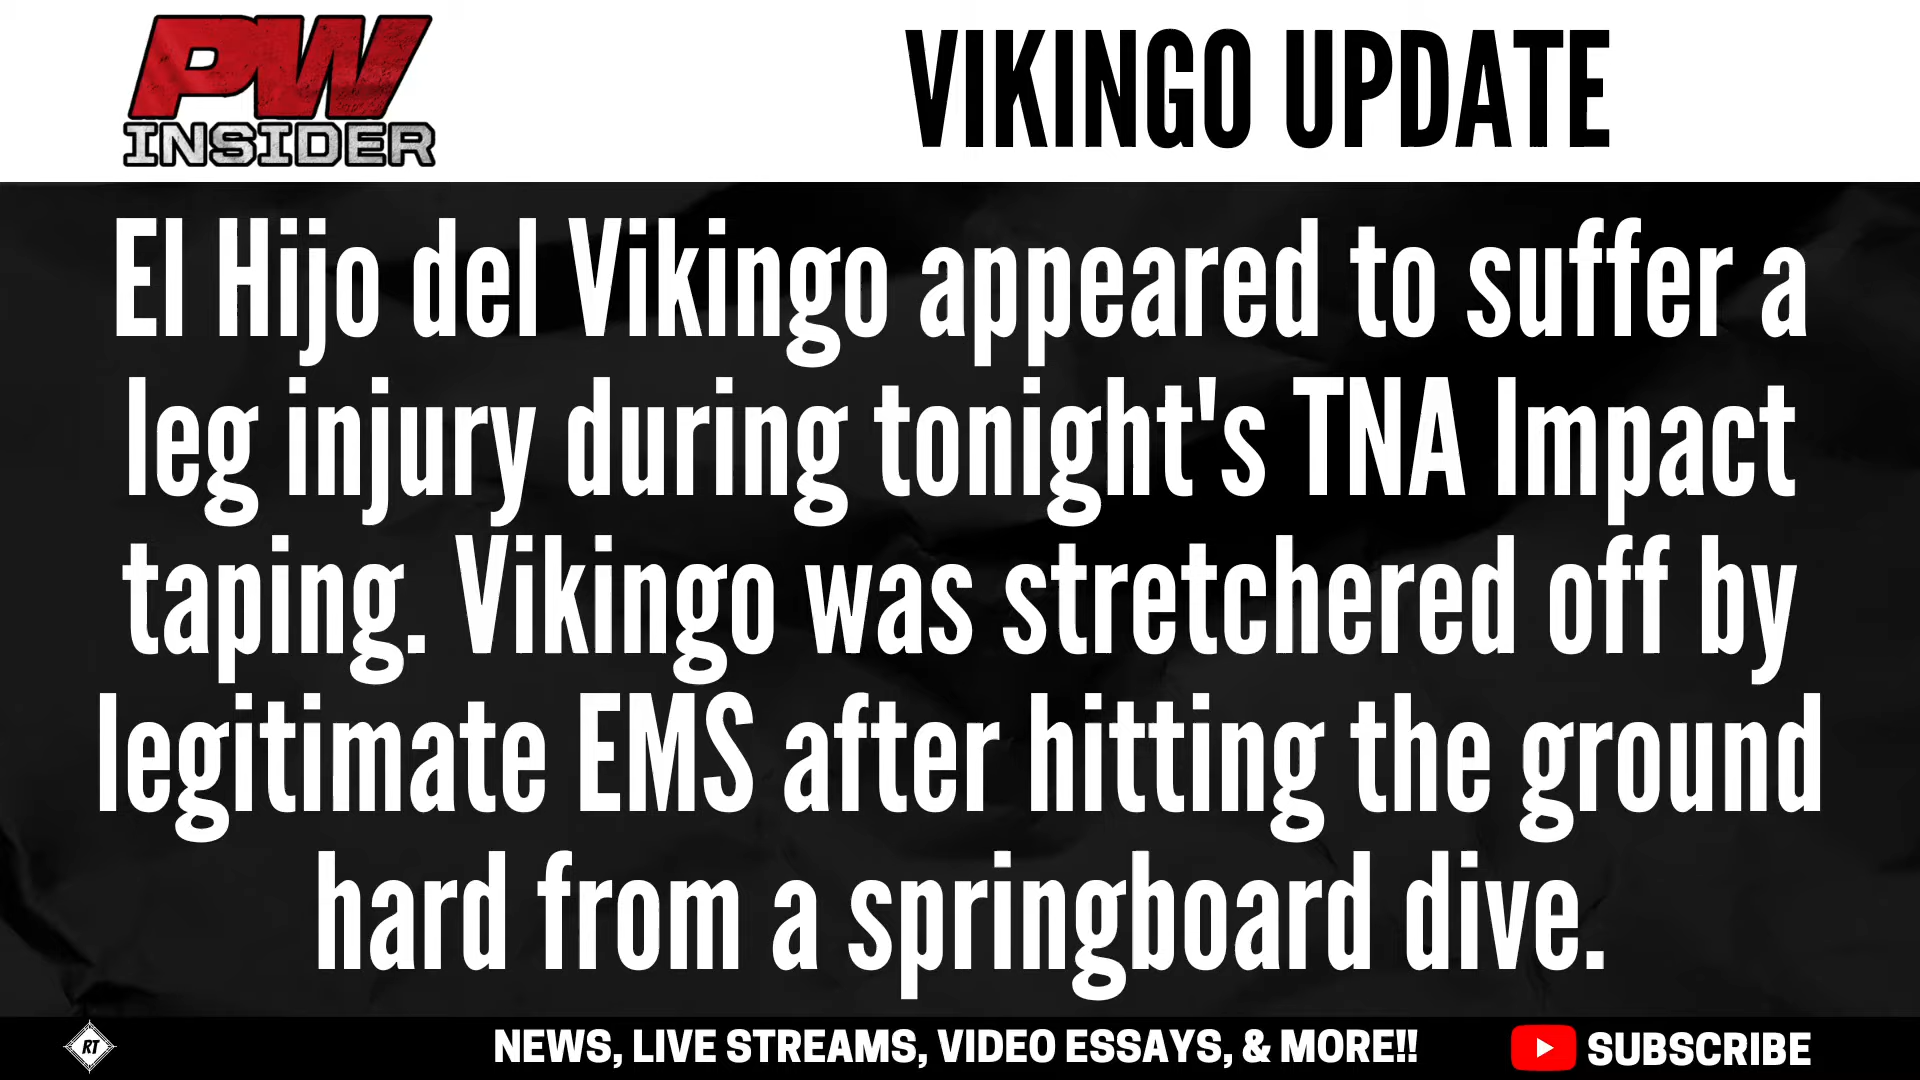 PW
INSIDER
VIKINGO UPDATE
El Hijo del Vikingo appeared to suffer a
leg injury during tonight's TNA Impact
taping. Vikingo was stretchered off by
legitimate EMS after hitting the ground
hard from a springboard dive.
RT
NEWS, LIVE STREAMS, VIDEO ESSAYS, & MORE!!
SUBSCRIBE